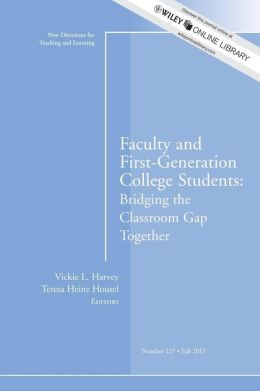 Discover this journal online at
WILEY
ONLINE LIBRARY
wileyonlinelibrary.com
New Directions for
Teaching and Learning
Faculty and
First-Generation
College Students:
Bridging the
Classroom Gap
Together
Vickie L. Harvey
Teresa Heinz Housel
EDITORS
Number 127 • Fall 2011